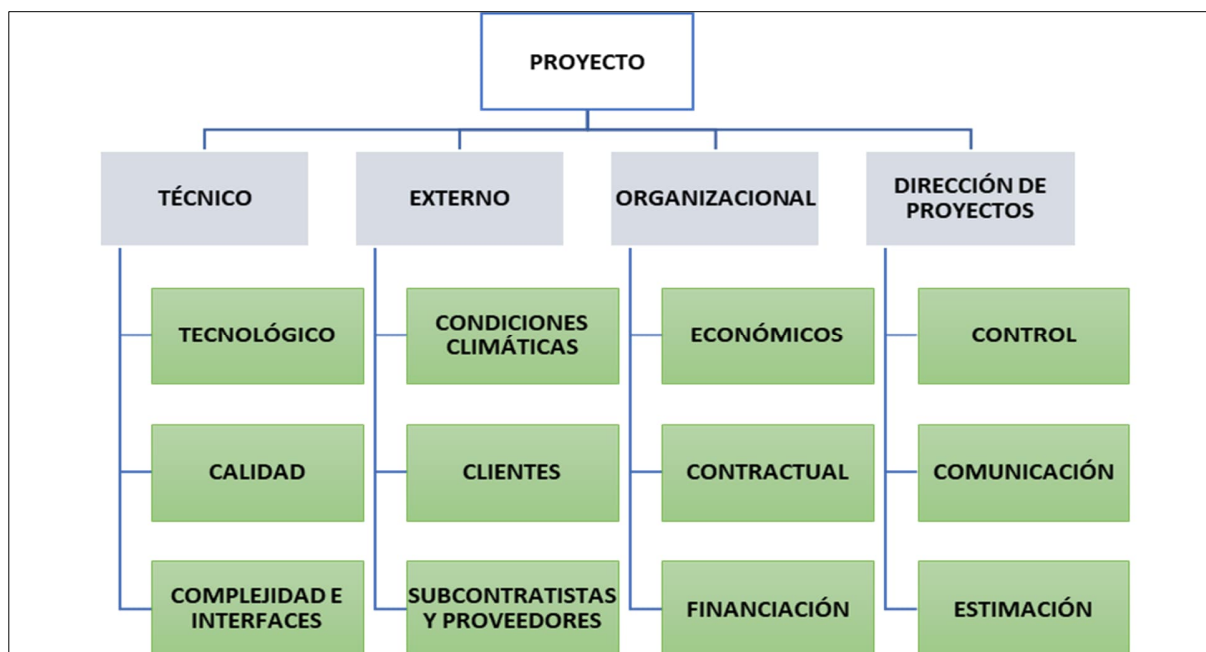 PROYECTO
TÉCNICO
EXTERNO
ORGANIZACIONAL
DIRECCIÓN DE
PROYECTOS
TECNOLÓGICO
CONDICIONES
CLIMÁTICAS
ECONÓMICOS
CONTROL
CALIDAD
CLIENTES
CONTRACTUAL
COMUNICACIÓN
COMPLEJIDAD E
INTERFACES
SUBCONTRATISTAS
Y PROVEEDORES
FINANCIACIÓN
ESTIMACIÓN